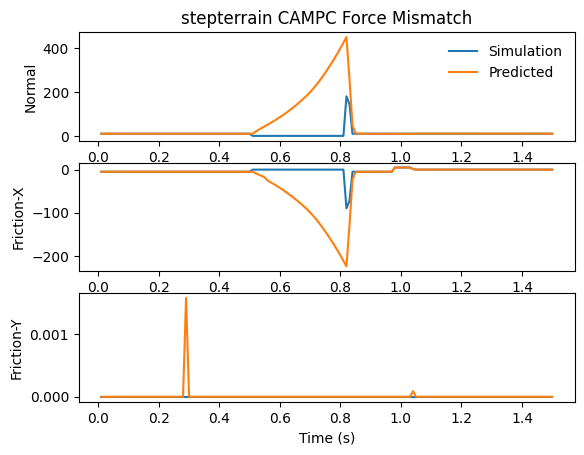 stepterrain CAMPC Force Mismatch
Simulation
Predicted
Normal
400
200
0
0.0 0.2 0.4 0.6 0.8 1.0 1.2 1.4
Friction-X
0
−100
−200
0.0 0.2 0.4 0.6 0.8 1.0 1.2 1.4
Friction-Y
0.001
0.000
0.0 0.2 0.4 0.6 0.8 1.0 1.2 1.4
Time (s)